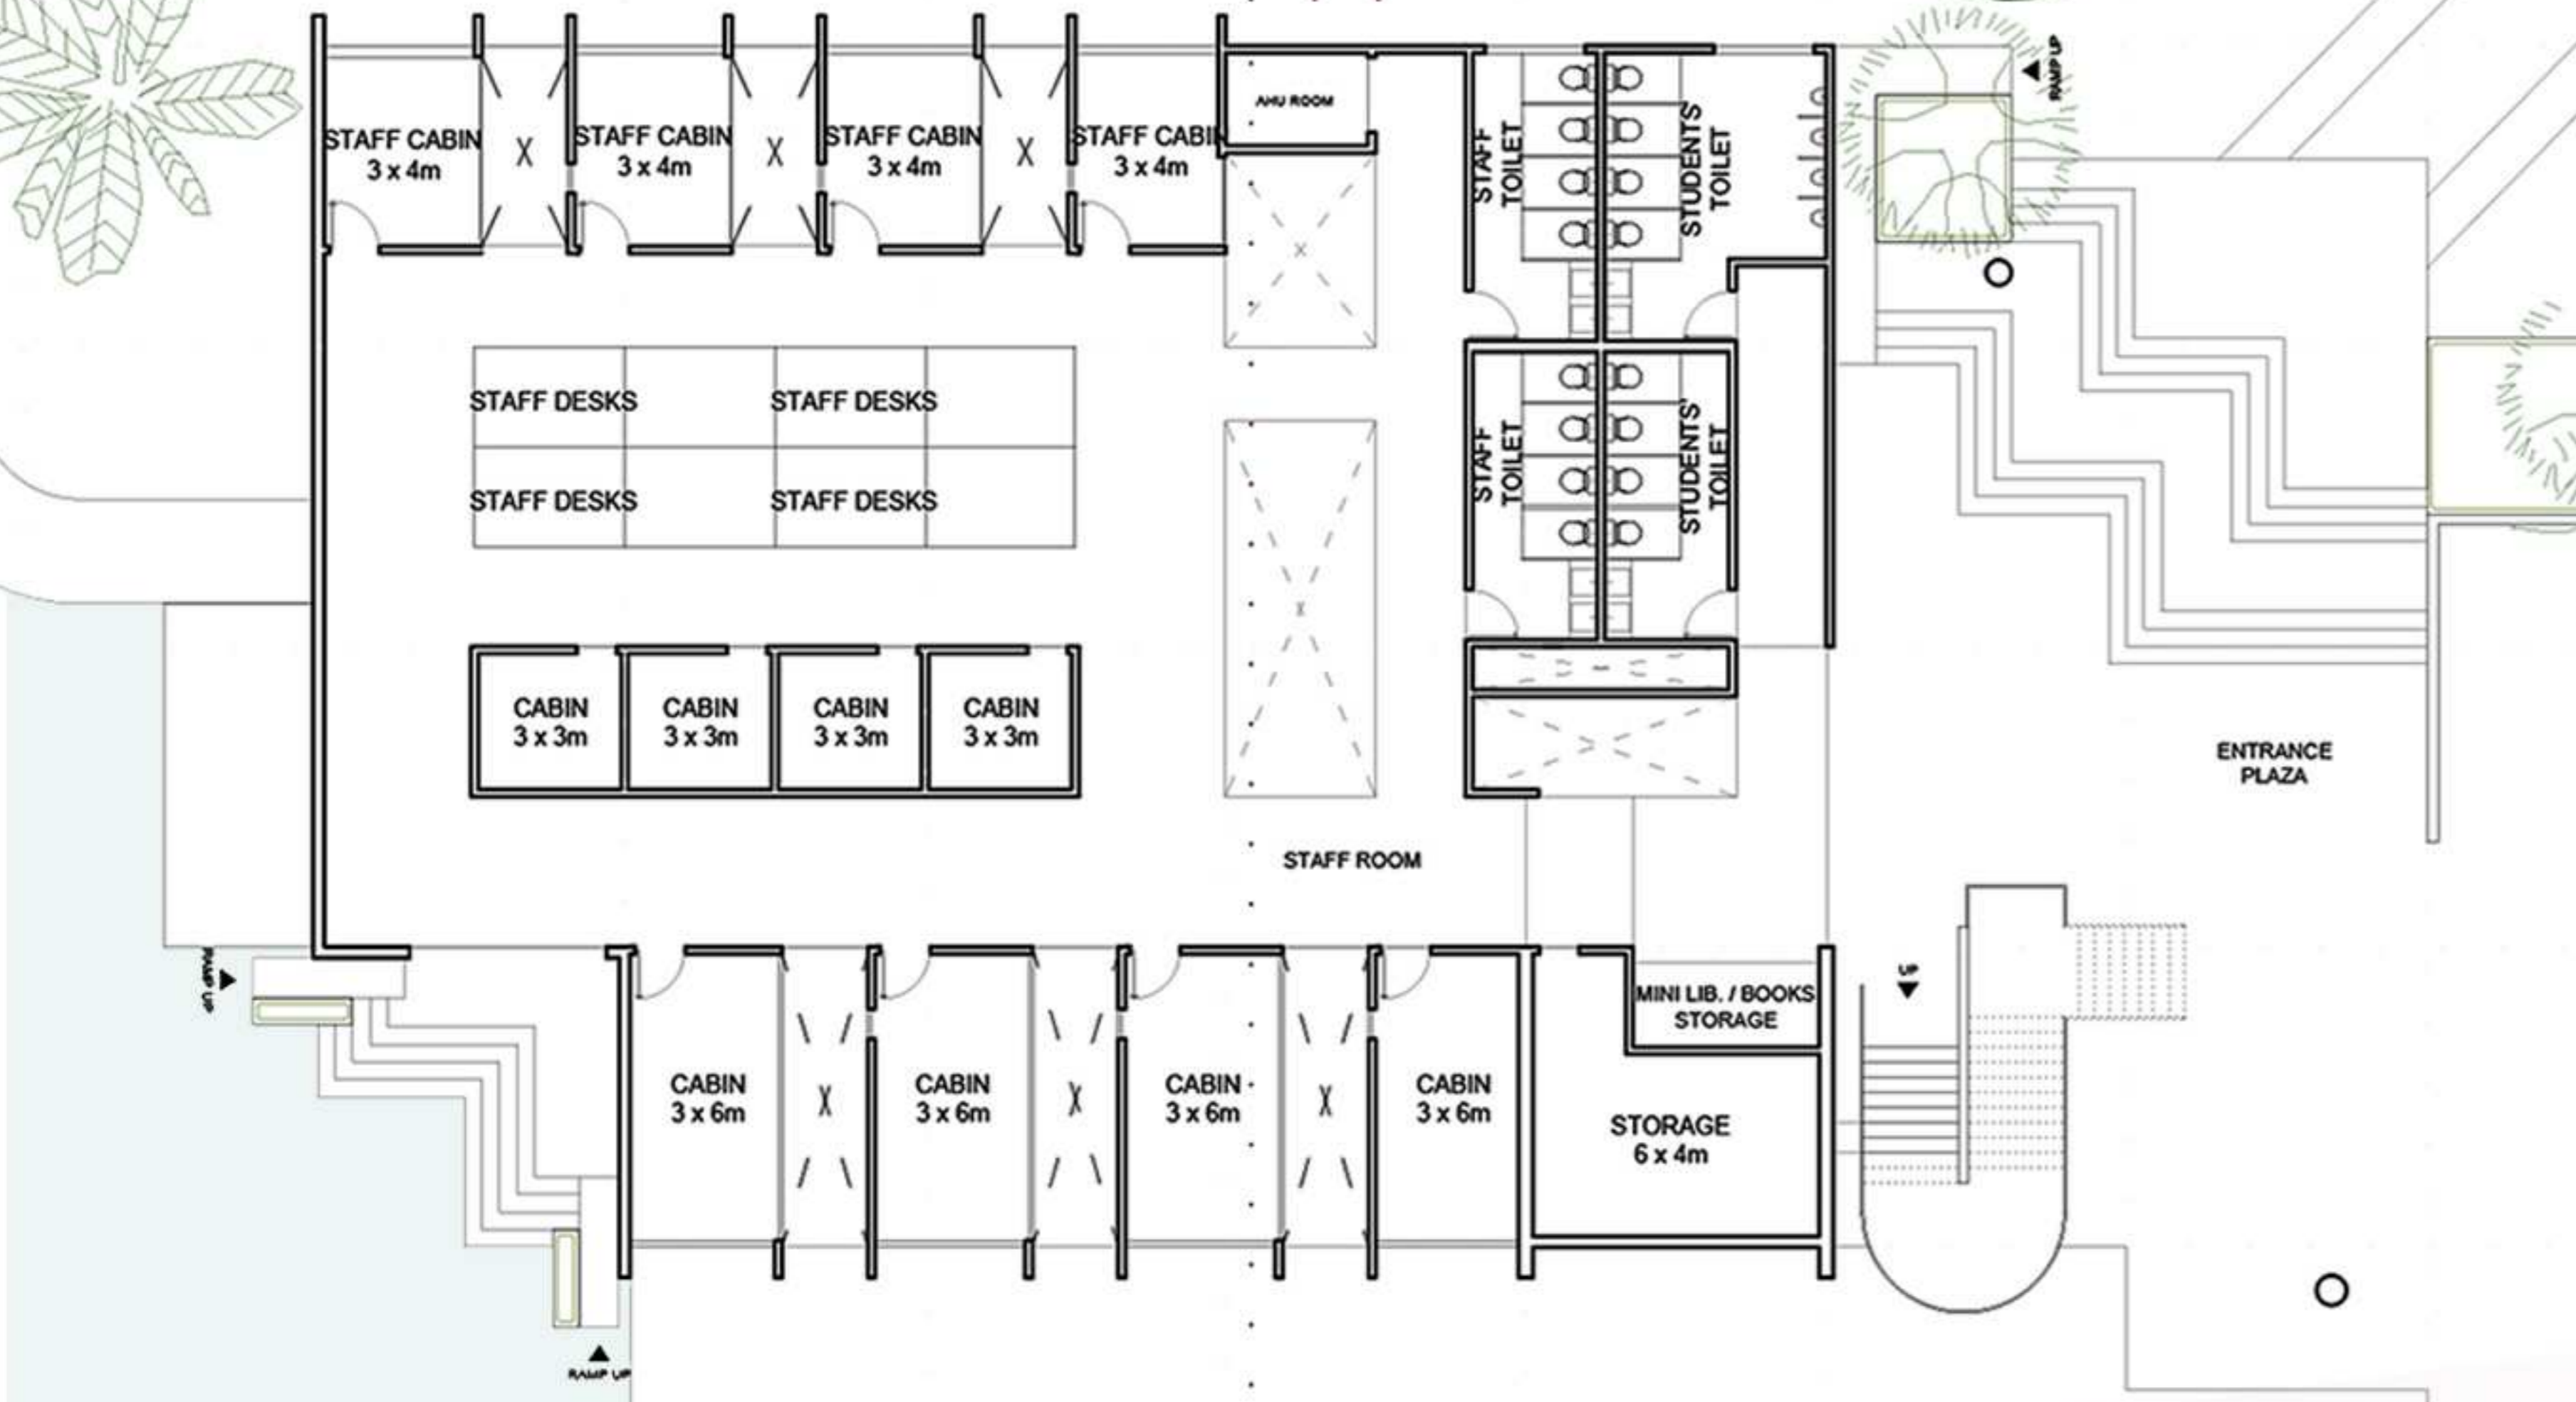 RAMP UP
AHU ROOM
STAFF CABIN
3 x 4m
X
STAFF CABIN
3 x 4m
X
STAFF CABIN
3 x 4m
X
STAFF CABIN
3 x 4m
X
STAFF
TOILET
STUDENTS'
TOILET
STAFF DESKS
STAFF DESKS
STAFF DESKS
STAFF DESKS
STAFF
TOILET
STUDENTS'
TOILET
X
CABIN
3 x 3m
CABIN
3 x 3m
CABIN
3 x 3m
CABIN
3 x 3m
ENTRANCE
PLAZA
STAFF ROOM
RAMP UP
UP
MINI LIB. / BOOKS
STORAGE
CABIN
3 x 6m
X
CABIN
3 x 6m
X
CABIN
3 x 6m
X
CABIN
3 x 6m
STORAGE
6 x 4m
RAMP UP